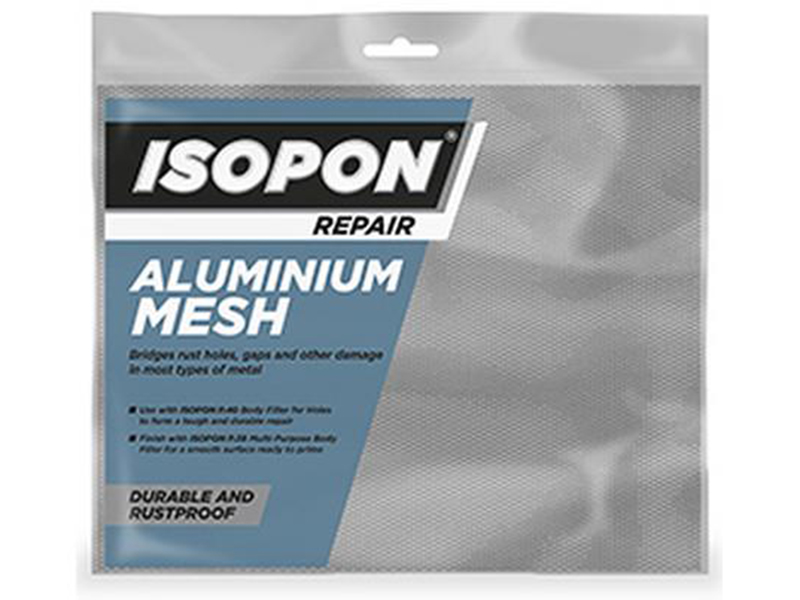 ISOPON®
REPAIR
ALUMINIUM
MESH
Bridges rust holes, gaps and other damage
in most types of metal
Use with ISOPON P.40 Body Filler for Holes
to form a tough and durable repair
Finish with ISOPON P.38 Multi-Purpose Body
Filler for a smooth surface ready to prime
DURABLE AND
RUSTPROOF